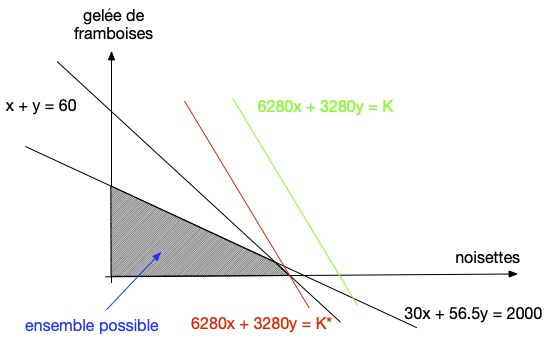 gelée de
framboises
x + y = 60
6280x + 3280y = K
noisettes
30x + 56.5y = 2000
ensemble possible
6280x + 3280y = K*